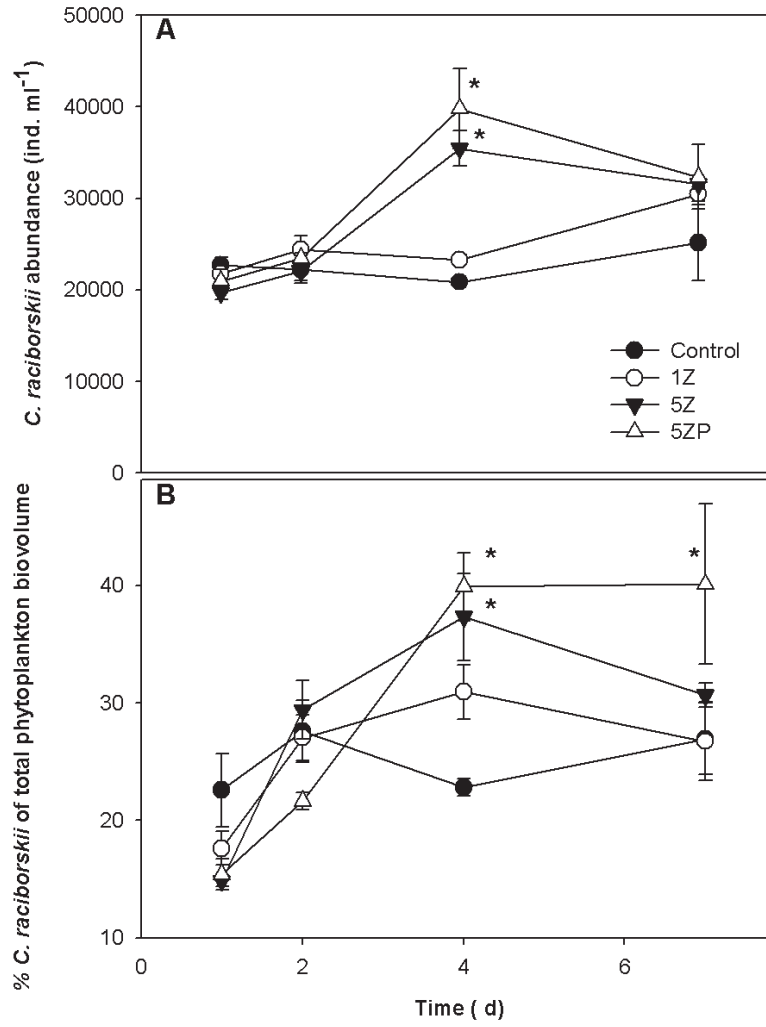 A
C. raciborskii abundance (ind. ml⁻¹)
50000
40000
30000
20000
10000
0
*
*
Control
1Z
5Z
5ZP
B
% C. raciborskii of total phytoplankton biovolume
40
30
20
10
*
*
*
0 2 4 6
Time ( d)